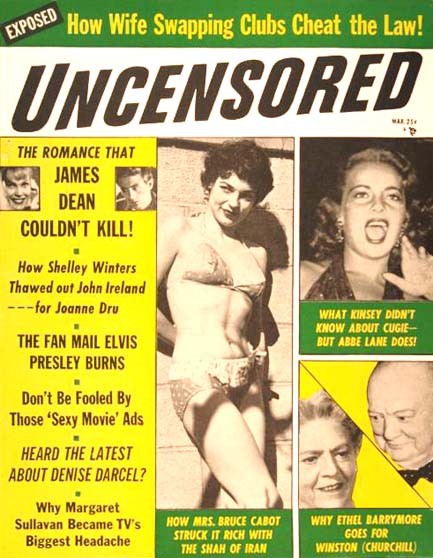 EXPOSED How Wife Swapping Clubs Cheat the Law!
UNCENSORED
MAR. 25¢
THE ROMANCE THAT
JAMES
DEAN
COULDN'T KILL!
How Shelley Winters
Thawed out John Ireland
---for Joanne Dru
THE FAN MAIL ELVIS
PRESLEY BURNS
Don't Be Fooled By
Those 'Sexy Movie' Ads
HEARD THE LATEST
ABOUT DENISE DARCEL?
Why Margaret
Sullavan Became TV's
Biggest Headache
HOW MRS. BRUCE CABOT
STRUCK IT RICH WITH
THE SHAH OF IRAN
WHAT KINSEY DIDN'T
KNOW ABOUT CUGIE—
BUT ABBE LANE DOES!
WHY ETHEL BARRYMORE
GOES FOR
WINSTON (CHURCHILL)